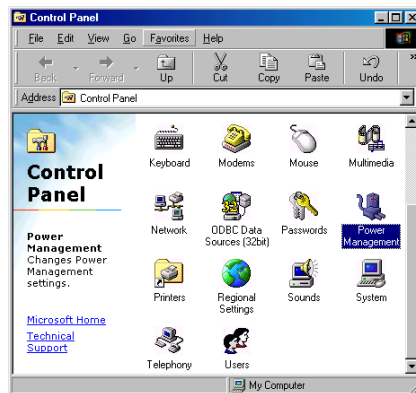 Control Panel
File Edit View Go Favorites Help
Back Forward Up Cut Copy Paste Undo »
Address Control Panel
Control
Panel
Power
Management
Changes Power
Management
settings.
Microsoft Home
Technical
Support
Keyboard Modems Mouse Multimedia
Network ODBC Data Sources (32bit) Passwords Power Management
32
Printers Regional Settings Sounds System
Telephony Users
My Computer